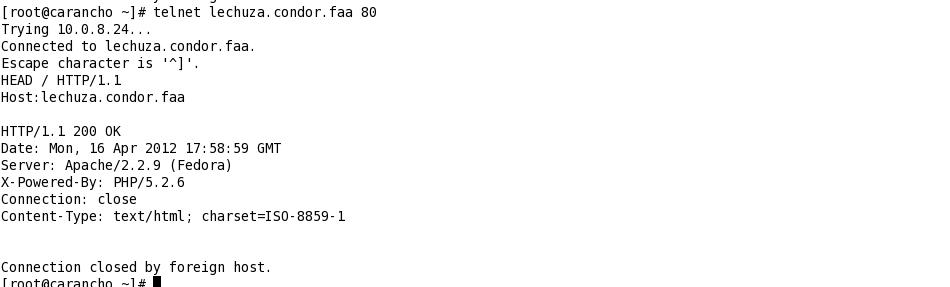 [root@carancho ~]# telnet lechuza.condor.faa 80
Trying 10.0.8.24...
Connected to lechuza.condor.faa.
Escape character is '^]'.
HEAD / HTTP/1.1
Host:lechuza.condor.faa

HTTP/1.1 200 OK
Date: Mon, 16 Apr 2012 17:58:59 GMT
Server: Apache/2.2.9 (Fedora)
X-Powered-By: PHP/5.2.6
Connection: close
Content-Type: text/html; charset=ISO-8859-1


Connection closed by foreign host.
[root@carancho ~]#